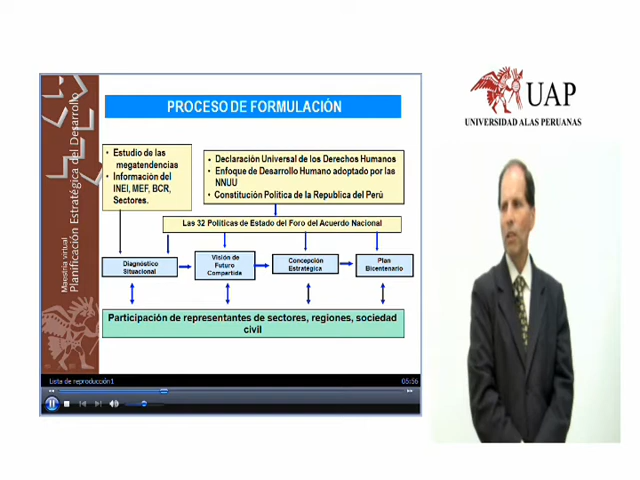 PROCESO DE FORMULACIÓN
• Estudio de las
megatendencias
• Información del
INEI, MEF, BCR,
Sectores.
• Declaración Universal de los Derechos Humanos
• Enfoque de Desarrollo Humano adoptado por las
NNUU
• Constitución Política de la Republica del Perú
Las 32 Políticas de Estado del Foro del Acuerdo Nacional
Diagnóstico
Situacional
Visión de
Futuro
Compartida
Concepción
Estratégica
Plan
Bicentenario
Participación de representantes de sectores, regiones, sociedad
civil
Maestría virtual
Planificación Estratégica del Desarrollo
Lista de reproducción1
05:56
UAP
UNIVERSIDAD ALAS PERUANAS